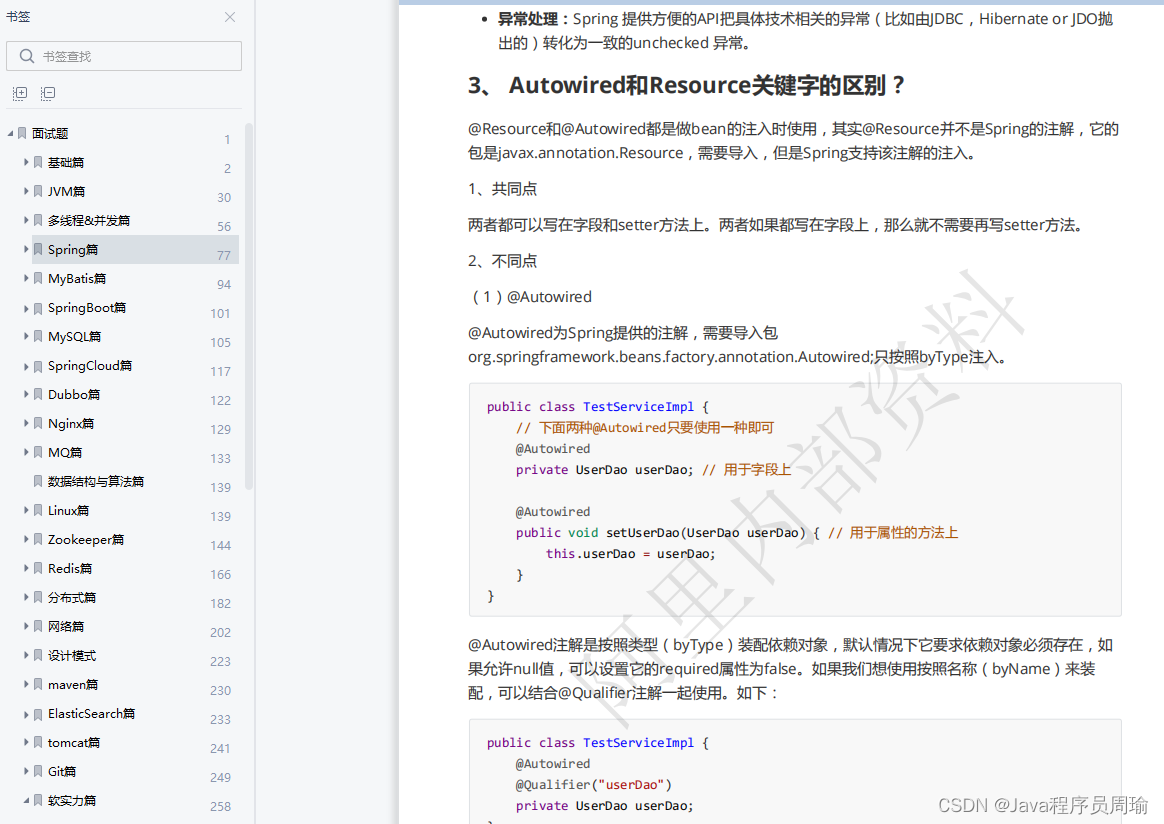 书签
书签查找
面试题 1
基础篇 2
JVM篇 30
多线程&并发篇 56
Spring篇 77
MyBatis篇 94
SpringBoot篇 101
MySQL篇 105
SpringCloud篇 117
Dubbo篇 122
Nginx篇 129
MQ篇 133
数据结构与算法篇 139
Linux篇 139
Zookeeper篇 144
Redis篇 166
分布式篇 182
网络篇 202
设计模式 223
maven篇 230
ElasticSearch篇 233
tomcat篇 241
Git篇 249
软实力篇 258
• 异常处理：Spring 提供方便的API把具体技术相关的异常（比如由JDBC，Hibernate or JDO抛
出的）转化为一致的unchecked 异常。
3、 Autowired和Resource关键字的区别？
@Resource和@Autowired都是做bean的注入时使用，其实@Resource并不是Spring的注解，它的
包是javax.annotation.Resource，需要导入，但是Spring支持该注解的注入。
1、共同点
两者都可以写在字段和setter方法上。两者如果都写在字段上，那么就不需要再写setter方法。
2、不同点
（1）@Autowired
@Autowired为Spring提供的注解，需要导入包
org.springframework.beans.factory.annotation.Autowired;只按照byType注入。
public class TestServiceImpl {
// 下面两种@Autowired只要使用一种即可
@Autowired
private UserDao userDao; // 用于字段上
@Autowired
public void setUserDao(UserDao userDao) { // 用于属性的方法上
this.userDao = userDao;
}
}
@Autowired注解是按照类型（byType）装配依赖对象，默认情况下它要求依赖对象必须存在，如
果允许null值，可以设置它的required属性为false。如果我们想使用按照名称（byName）来装
配，可以结合@Qualifier注解一起使用。如下：
public class TestServiceImpl {
@Autowired
@Qualifier("userDao")
private UserDao userDao;
阿里内部资料
CSDN @Java程序员周瑜